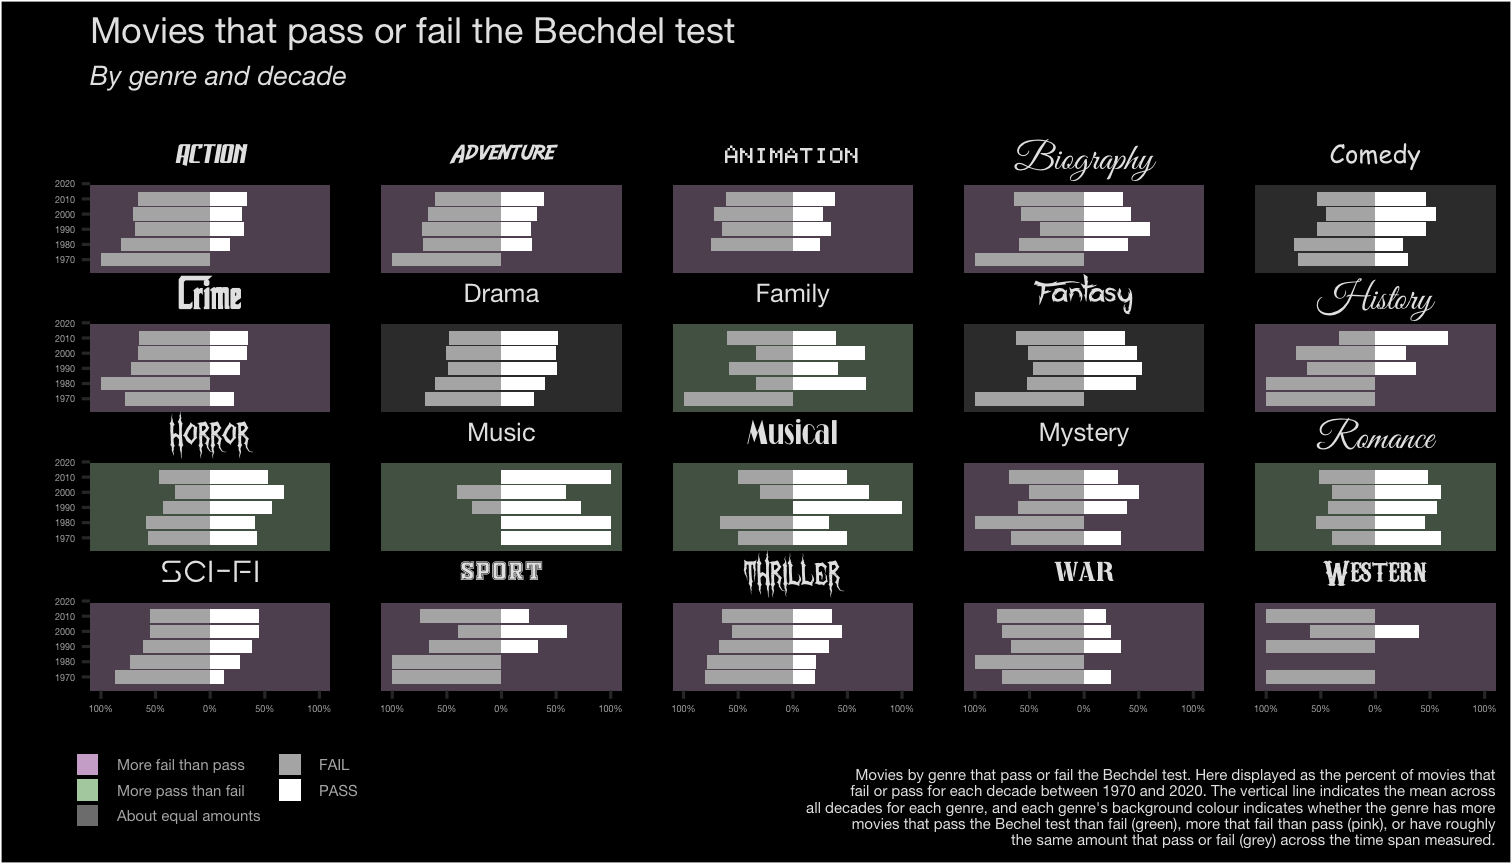 Movies that pass or fail the Bechdel test
By genre and decade
ACTION ADVENTURE ANIMATION Biography Comedy
2020
2010
2000
1990
1980
1970
Crime Drama Family Fantasy History
2020
2010
2000
1990
1980
1970
HORROR Music Musical Mystery Romance
2020
2010
2000
1990
1980
1970
SCI-FI SPORT THRILLER WAR WESTERN
2020
2010
2000
1990
1980
1970
100% 50% 0% 50% 100% 100% 50% 0% 50% 100% 100% 50% 0% 50% 100% 100% 50% 0% 50% 100% 100% 50% 0% 50% 100%
More fail than pass FAIL
More pass than fail PASS
About equal amounts
Movies by genre that pass or fail the Bechdel test. Here displayed as the percent of movies that
fail or pass for each decade between 1970 and 2020. The vertical line indicates the mean across
all decades for each genre, and each genre's background colour indicates whether the genre has more
movies that pass the Bechel test than fail (green), more that fail than pass (pink), or have roughly
the same amount that pass or fail (grey) across the time span measured.